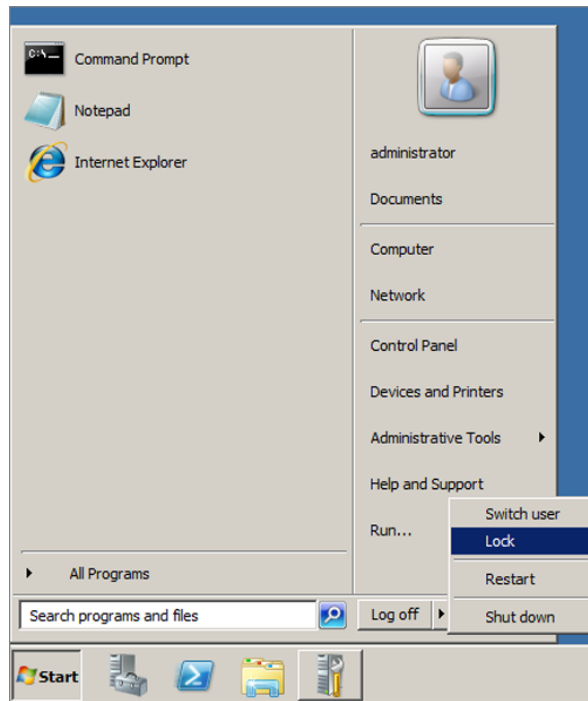 Command Prompt
Notepad
Internet Explorer
All Programs
Search programs and files
administrator
Documents
Computer
Network
Control Panel
Devices and Printers
Administrative Tools
Help and Support
Run...
Log off
Switch user
Lock
Restart
Shut down
Start